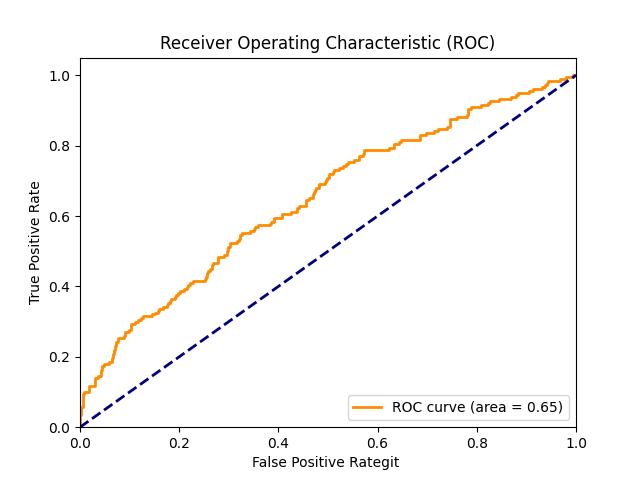 Receiver Operating Characteristic (ROC)
1.0
0.8
0.6
0.4
0.2
0.0
True Positive Rate
0.0 0.2 0.4 0.6 0.8 1.0
False Positive Rategit
ROC curve (area = 0.65)